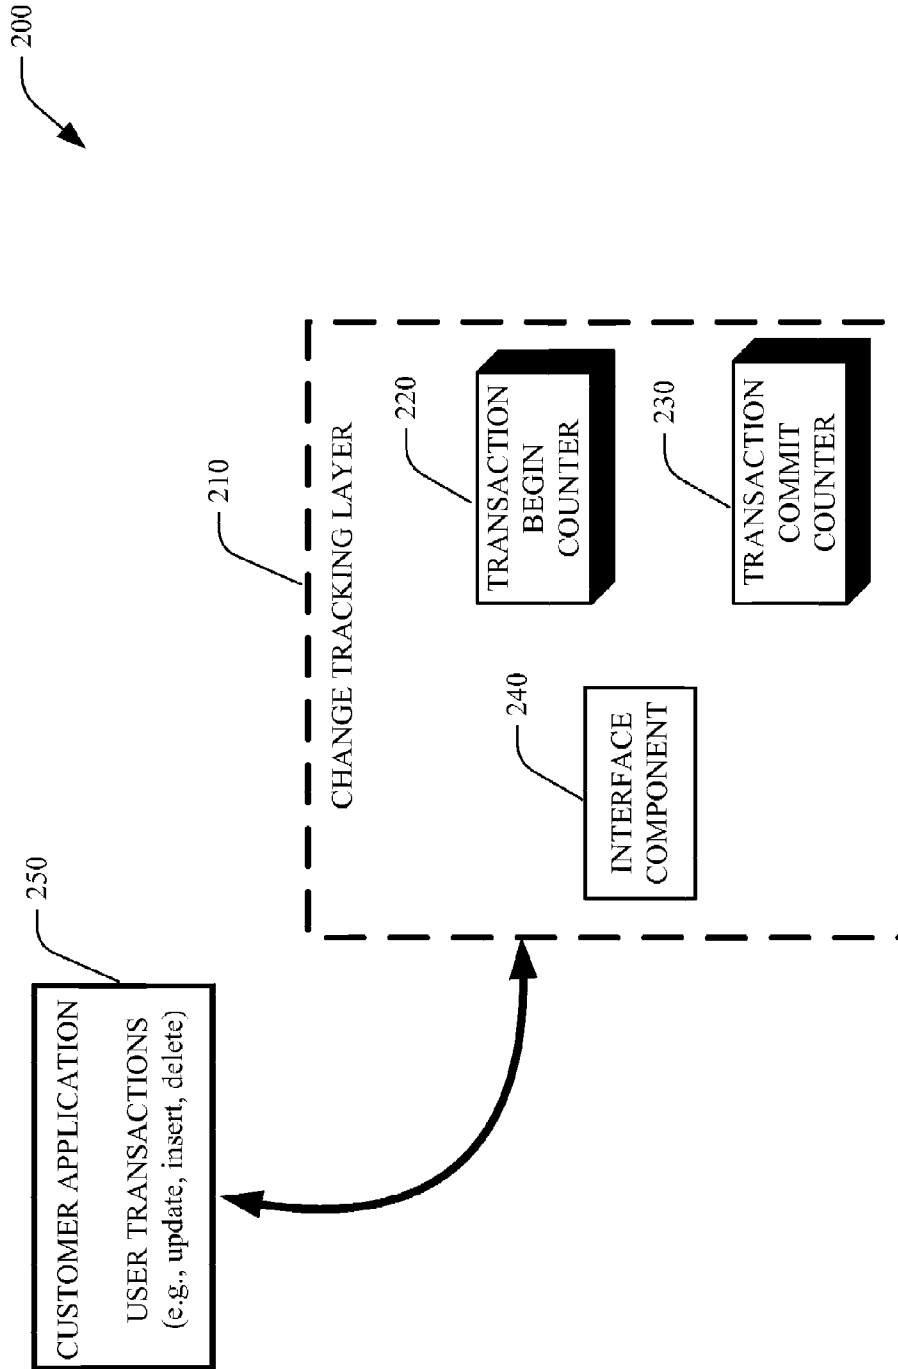 200
250
CUSTOMER APPLICATION
USER TRANSACTIONS
(e.g., update, insert, delete)
210
CHANGE TRACKING LAYER
240
INTERFACE
COMPONENT
220
TRANSACTION
BEGIN
COUNTER
230
TRANSACTION
COMMIT
COUNTER